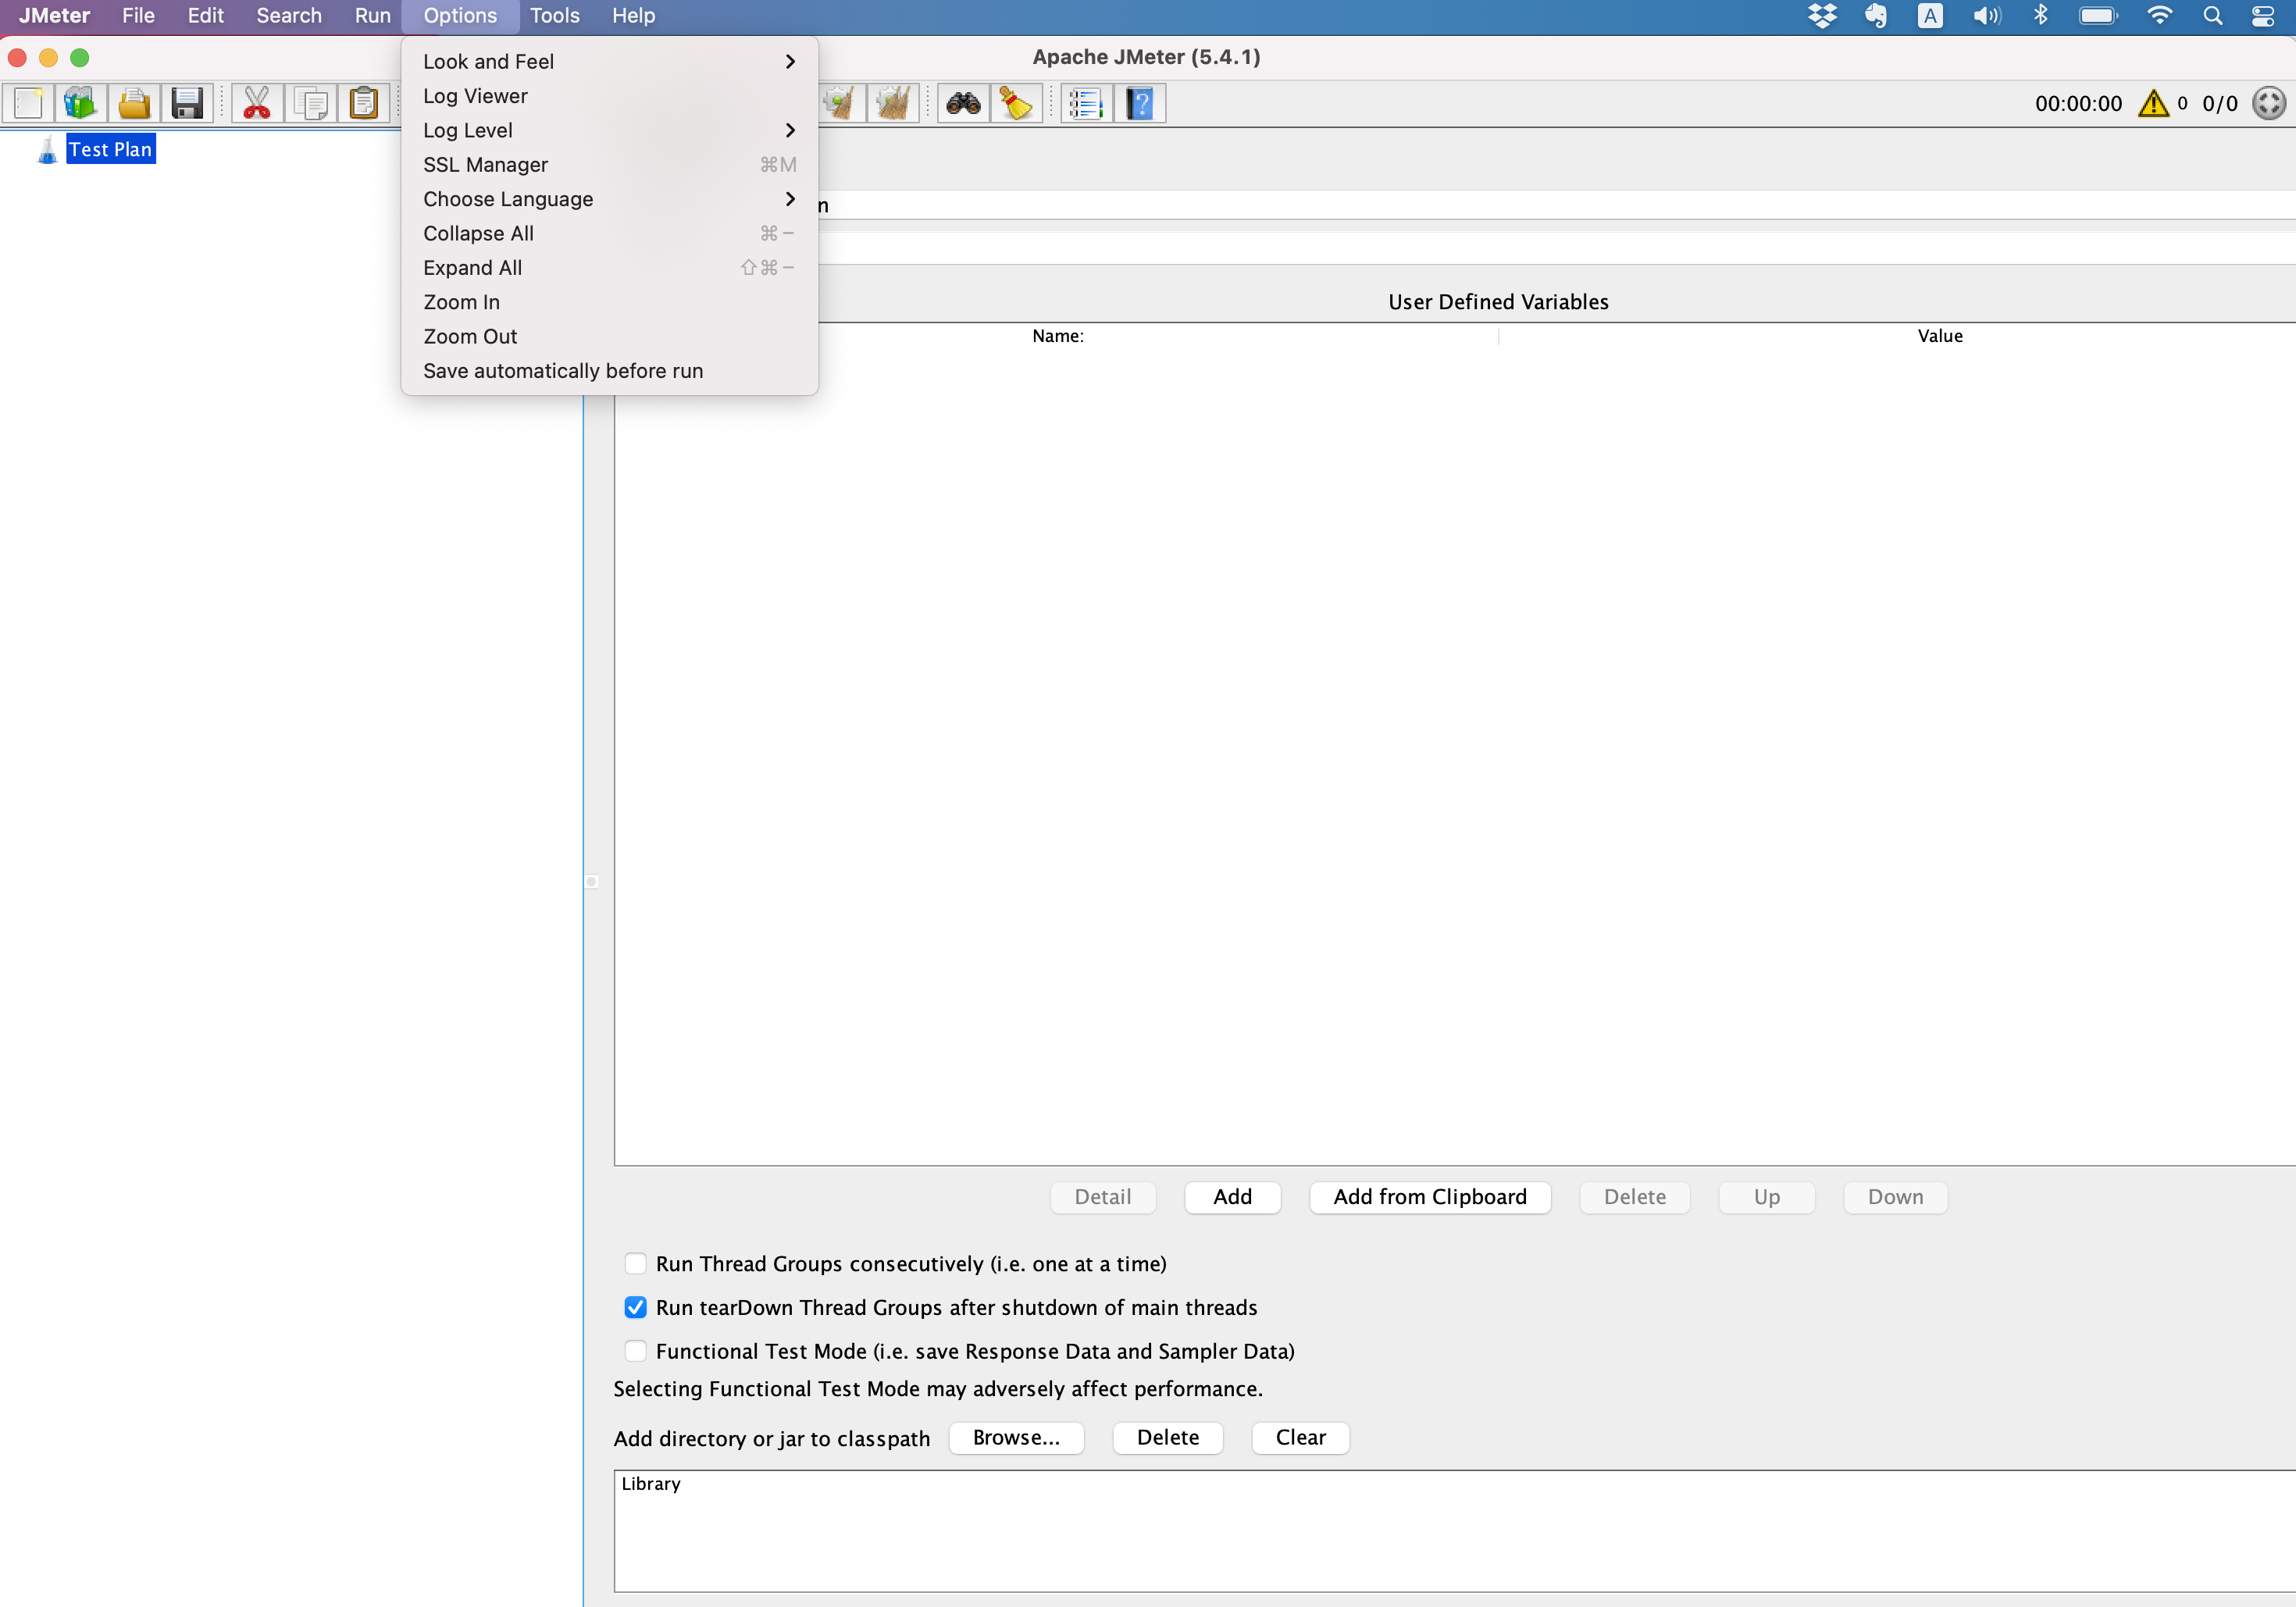 JMeter File Edit Search Run Options Tools Help A
Apache JMeter (5.4.1)
Look and Feel
Log Viewer
Log Level
SSL Manager ⌘M
Choose Language
Collapse All ⌘−
Expand All ⇧⌘−
Zoom In
Zoom Out
Save automatically before run
00:00:00 0 0/0
Test Plan
n
User Defined Variables
Name: Value
Detail Add Add from Clipboard Delete Up Down
Run Thread Groups consecutively (i.e. one at a time)
Run tearDown Thread Groups after shutdown of main threads
Functional Test Mode (i.e. save Response Data and Sampler Data)
Selecting Functional Test Mode may adversely affect performance.
Add directory or jar to classpath Browse... Delete Clear
Library